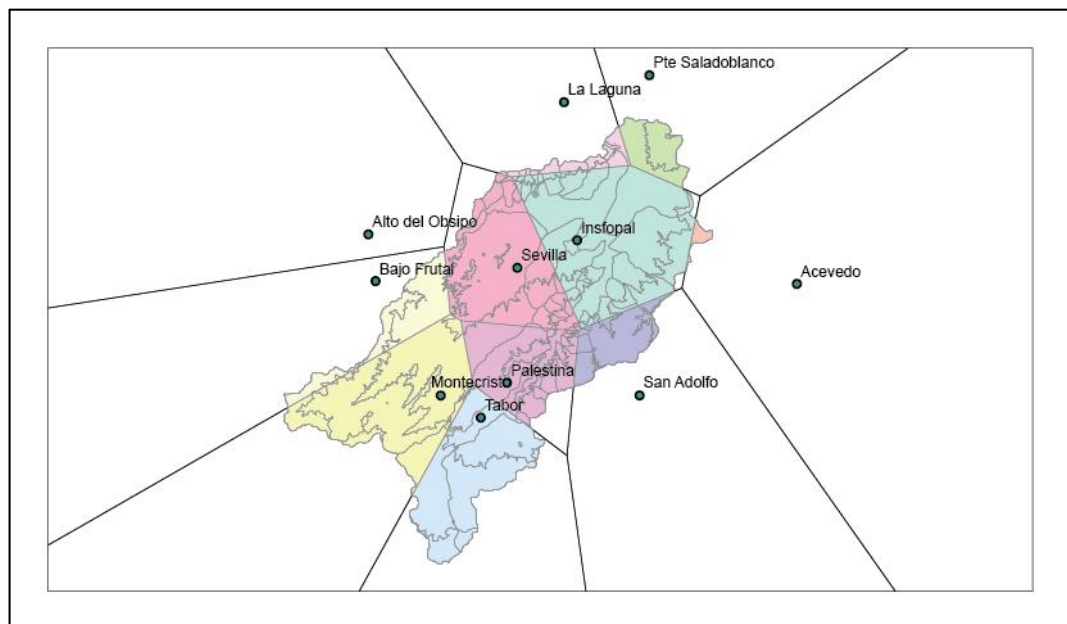 Pte Saladoblanco
La Laguna
Alto del Obsipo
Insfopal
Sevilla
Bajo Frutal
Acevedo
Palestina
Montecristo
San Adolfo
Tabor